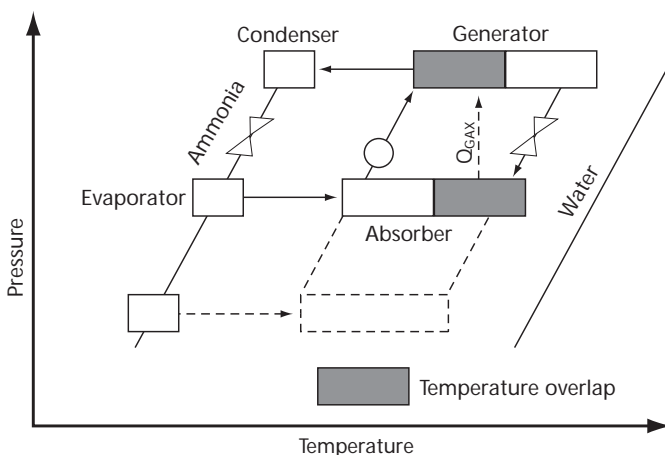 Condenser
Generator
Ammonia
Q_GAX
Evaporator
Absorber
Water
Pressure
Temperature overlap
Temperature